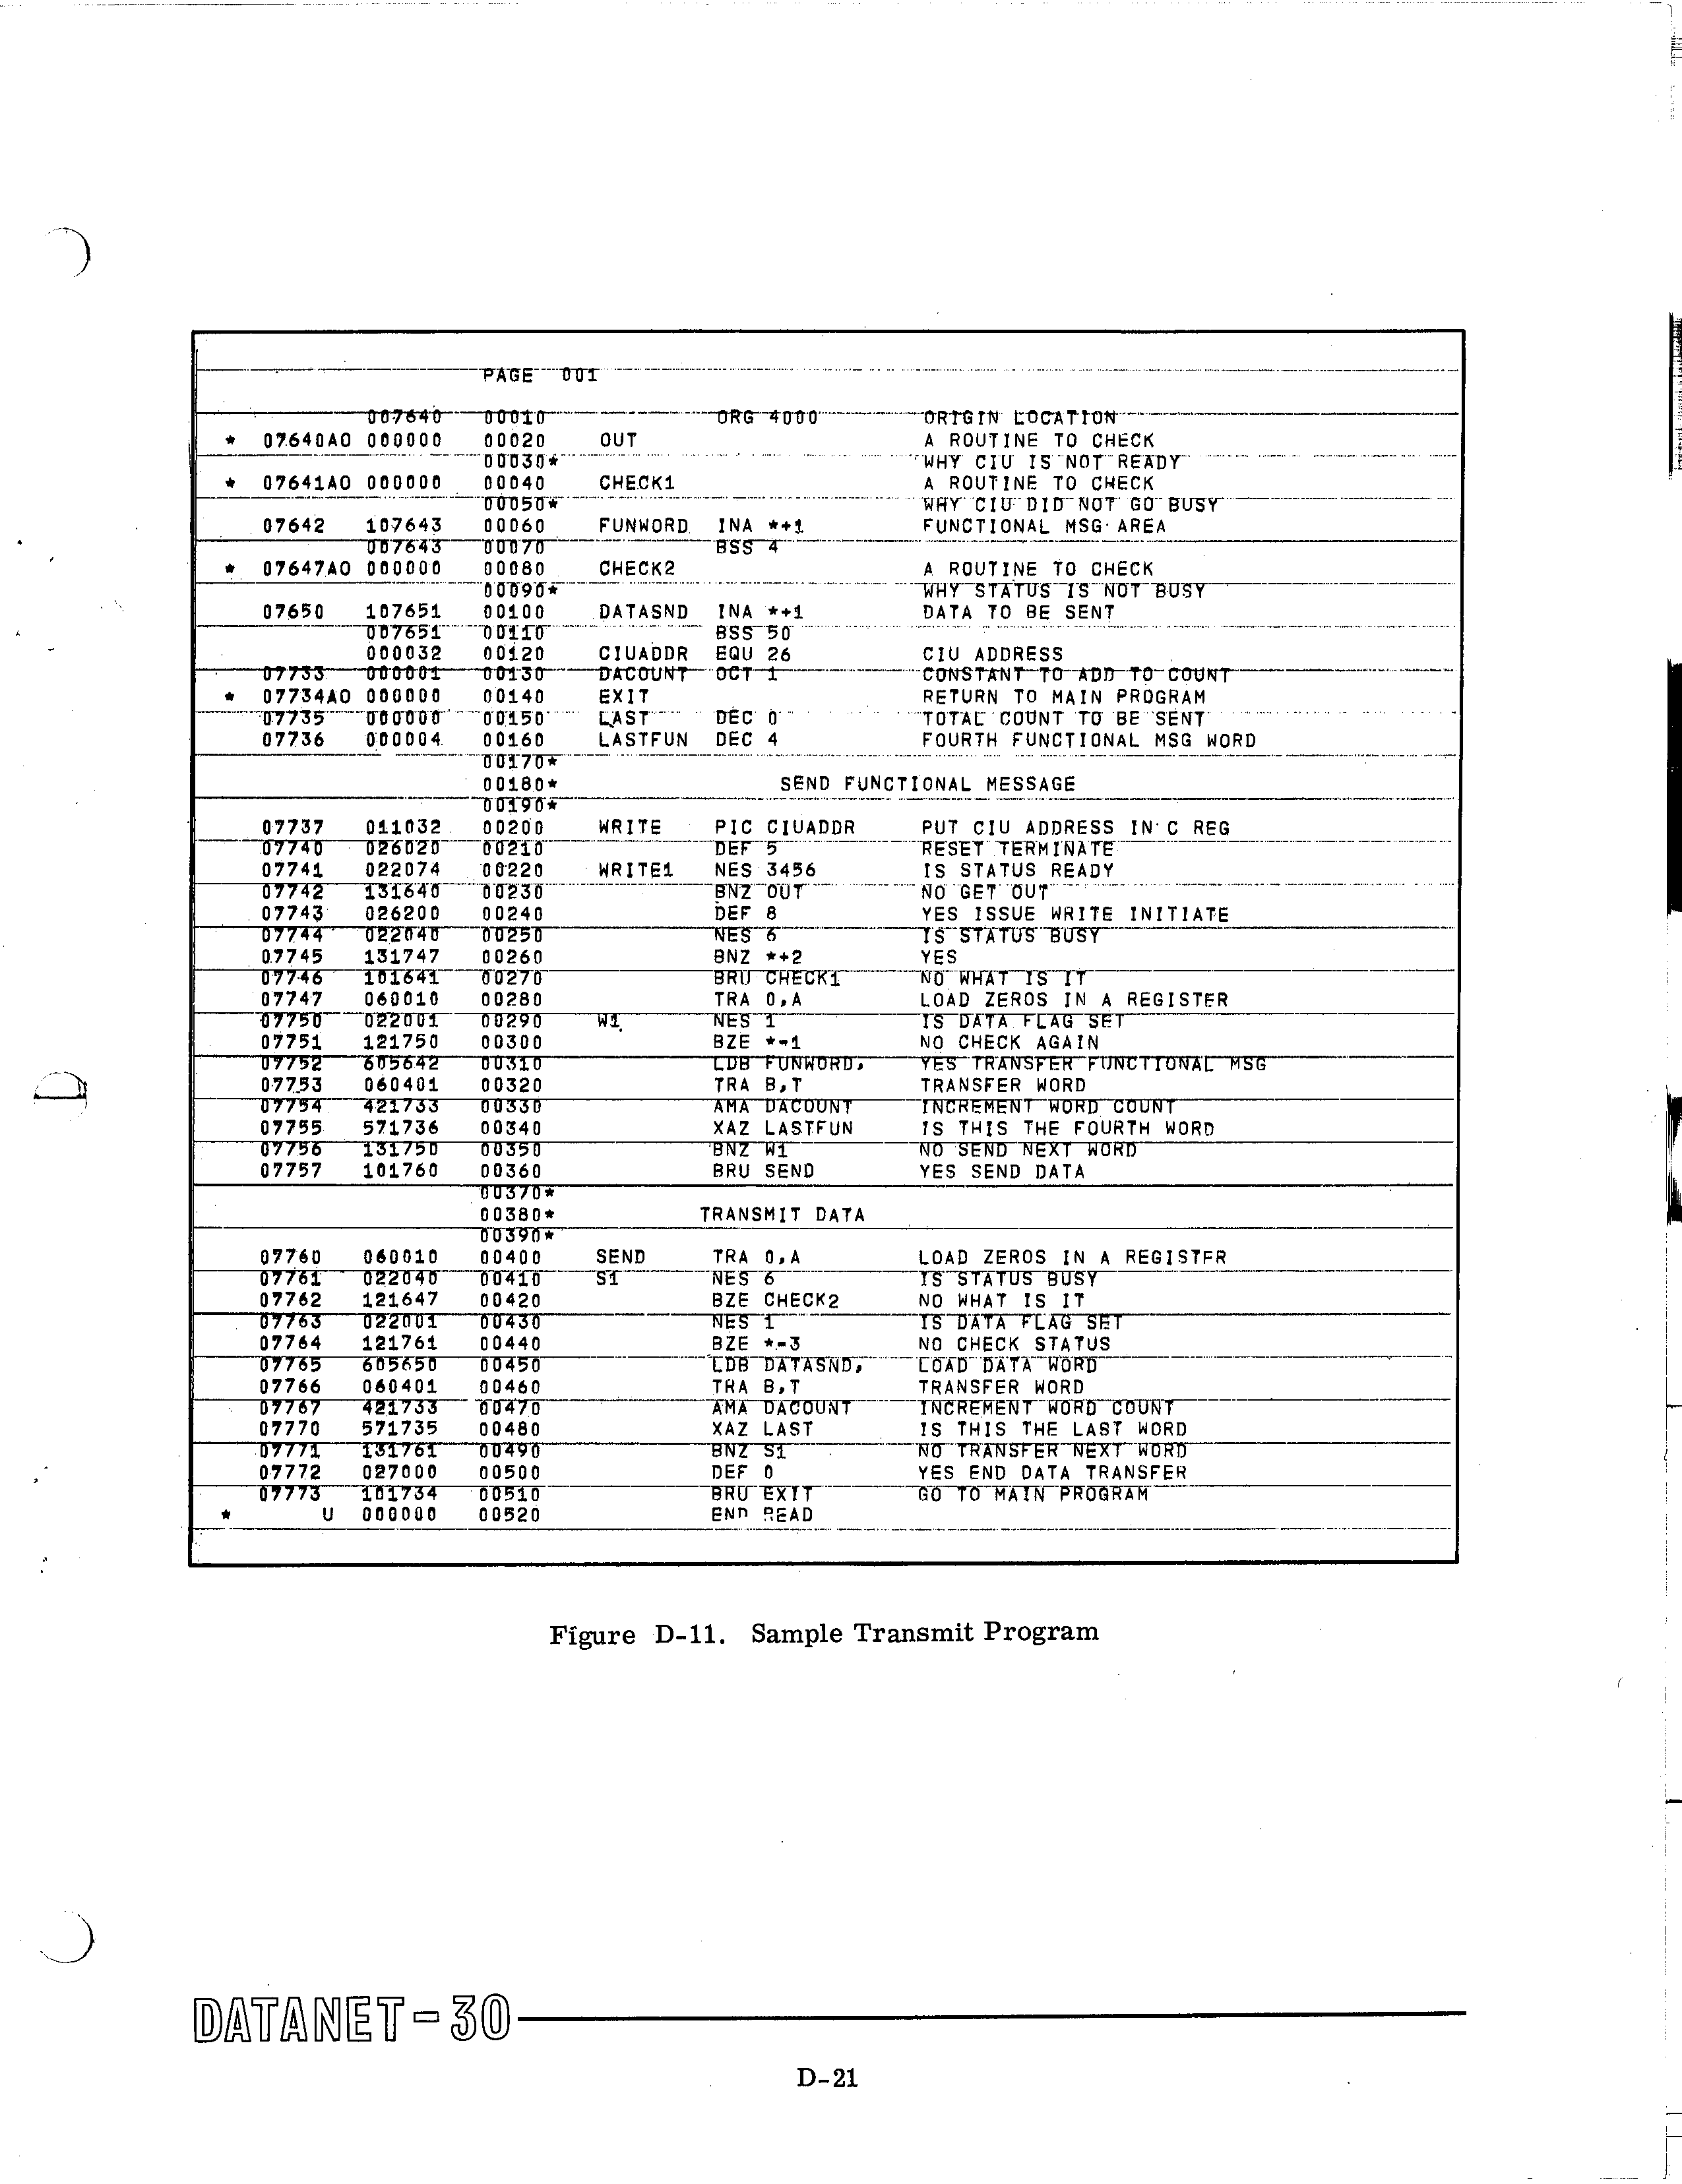 PAGE 001
007640 00010 ORG 4000 ORIGIN LOCATION
* 07640A0 000000 00020 OUT A ROUTINE TO CHECK
00030* WHY CIU IS NOT READY
* 07641A0 000000 00040 CHECK1 A ROUTINE TO CHECK
00050* WHY CIU DID NOT GO BUSY
07642 107643 00060 FUNWORD INA *+1 FUNCTIONAL MSG AREA
007643 00070 BSS 4
* 07647A0 000000 00080 CHECK2 A ROUTINE TO CHECK
00090* WHY STATUS IS NOT BUSY
07650 107651 00100 DATASND INA *+1 DATA TO BE SENT
007651 00110 BSS 50
000032 00120 CIUADDR EQU 26 CIU ADDRESS
07733 000001 00130 DACOUNT OCT 1 CONSTANT TO ADD TO COUNT
* 07734A0 000000 00140 EXIT RETURN TO MAIN PROGRAM
07735 000000 00150 LAST DEC 0 TOTAL COUNT TO BE SENT
07736 000004 00160 LASTFUN DEC 4 FOURTH FUNCTIONAL MSG WORD
00170*
00180* SEND FUNCTIONAL MESSAGE
00190*
07737 011032 00200 WRITE PIC CIUADDR PUT CIU ADDRESS IN C REG
07740 026020 00210 DEF 5 RESET TERMINATE
07741 022074 00220 WRITE1 NES 3456 IS STATUS READY
07742 131640 00230 BNZ OUT NO GET OUT
07743 026200 00240 DEF 8 YES ISSUE WRITE INITIATE
07744 022040 00250 NES 6 IS STATUS BUSY
07745 131747 00260 BNZ *+2 YES
07746 101641 00270 BRU CHECK1 NO WHAT IS IT
07747 060010 00280 TRA 0,A LOAD ZEROS IN A REGISTER
07750 022001 00290 W1 NES 1 IS DATA FLAG SET
07751 121750 00300 BZE *-1 NO CHECK AGAIN
07752 605642 00310 LDB FUNWORD, YES TRANSFER FUNCTIONAL MSG
07753 060401 00320 TRA B,T TRANSFER WORD
07754 421733 00330 AMA DACOUNT INCREMENT WORD COUNT
07755 571736 00340 XAZ LASTFUN IS THIS THE FOURTH WORD
07756 131750 00350 BNZ W1 NO SEND NEXT WORD
07757 101760 00360 BRU SEND YES SEND DATA
00370*
00380* TRANSMIT DATA
00390*
07760 060010 00400 SEND TRA 0,A LOAD ZEROS IN A REGISTER
07761 022040 00410 S1 NES 6 IS STATUS BUSY
07762 121647 00420 BZE CHECK2 NO WHAT IS IT
07763 022001 00430 NES 1 IS DATA FLAG SET
07764 121761 00440 BZE *-3 NO CHECK STATUS
07765 605650 00450 LDB DATASND, LOAD DATA WORD
07766 060401 00460 TRA B,T TRANSFER WORD
07767 421733 00470 AMA DACOUNT INCREMENT WORD COUNT
07770 571735 00480 XAZ LAST IS THIS THE LAST WORD
07771 131761 00490 BNZ S1 NO TRANSFER NEXT WORD
07772 027000 00500 DEF 0 YES END DATA TRANSFER
07773 101734 00510 BRU EXIT GO TO MAIN PROGRAM
* U 000000 00520 END READ
Figure D-11. Sample Transmit Program
DATANET-30
D-21